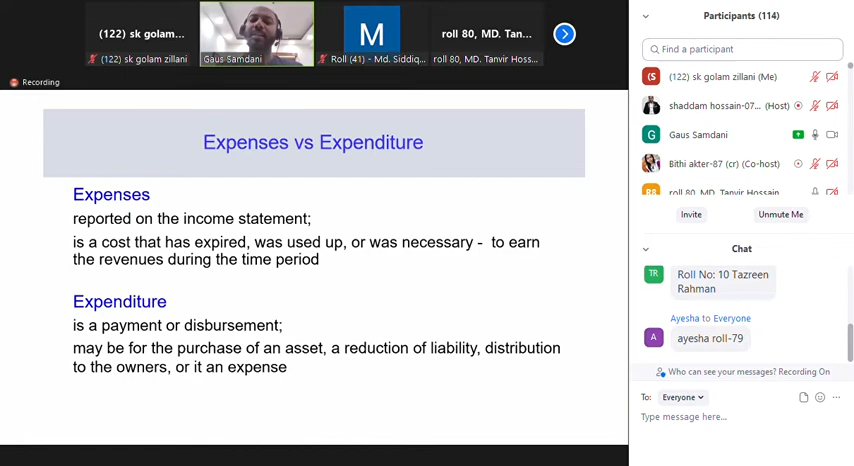 (122) sk golam...
M
roll 80, MD. Tan...
(122) sk golam zillani
Gaus Samdani
Roll (41) - Md. Siddiq...
roll 80, MD. Tanvir Hoss...
Recording
Expenses vs Expenditure
Expenses
reported on the income statement;
is a cost that has expired, was used up, or was necessary - to earn
the revenues during the time period
Expenditure
is a payment or disbursement;
may be for the purchase of an asset, a reduction of liability, distribution
to the owners, or it an expense
Participants (114)
Find a participant
(S
(122) sk golam zillani (Me)
shaddam hossain-07... (Host)
G
Gaus Samdani
Bithi akter-87 (cr) (Co-host)
R8
roll 80, MD. Tanvir Hossain
Invite
Unmute Me
Chat
TR
Roll No: 10 Tazreen
Rahman
Ayesha to Everyone
A
ayesha roll-79
Who can see your messages? Recording On
To: Everyone
Type message here...